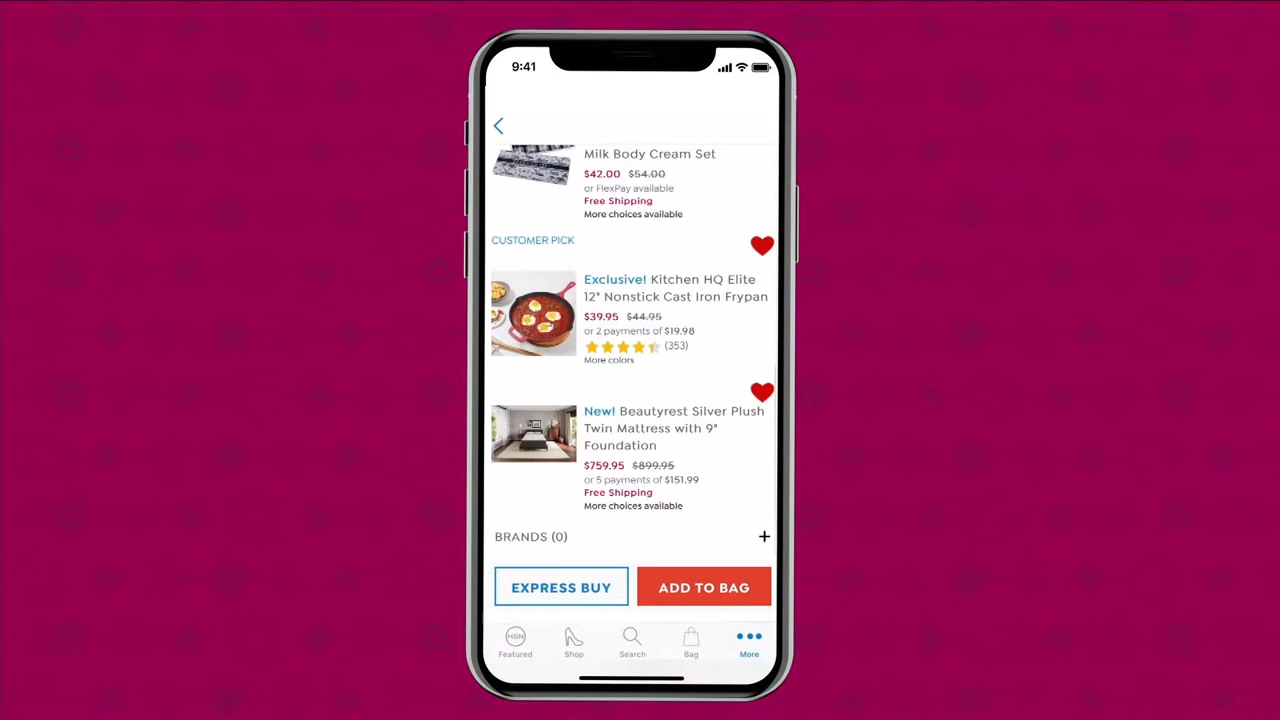 9:41
Milk Body Cream Set
$42.00 $54.00
or FlexPay available
Free Shipping
More choices available
CUSTOMER PICK
Exclusive! Kitchen HQ Elite
12" Nonstick Cast Iron Frypan
$39.95 $44.95
or 2 payments of $19.98
(353)
More colors
New! Beautyrest Silver Plush
Twin Mattress with 9"
Foundation
$759.95 $899.95
or 5 payments of $151.99
Free Shipping
More choices available
BRANDS (0) +
EXPRESS BUY ADD TO BAG
HSN
Featured Shop Search Bag More